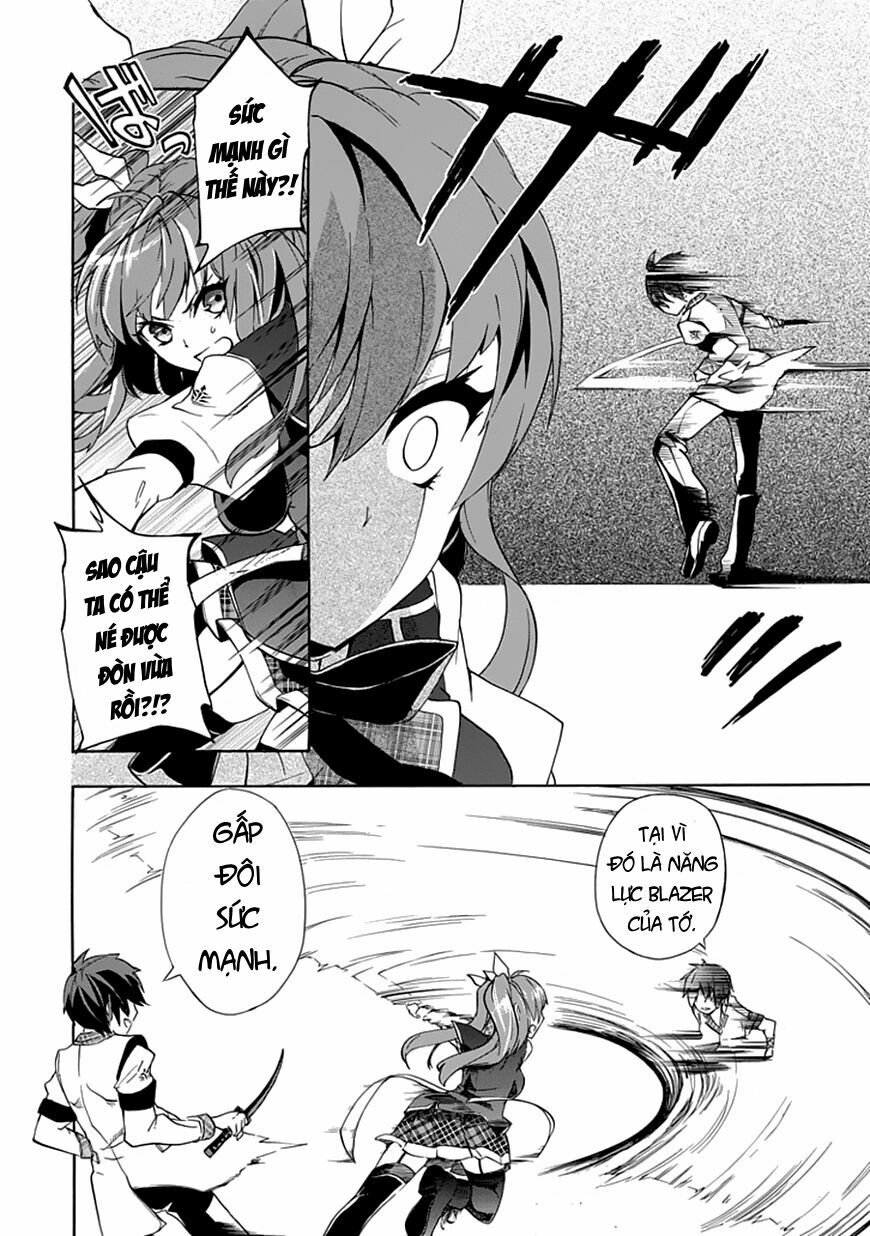 SỨC
MẠNH GÌ
THẾ NÀY?!
SAO CẬU
TA CÓ THỂ
NÉ ĐƯỢC
ĐÒN VỪA
RỒI?!?
TẠI VÌ
ĐÓ LÀ NĂNG
LỰC BLAZER
CỦA TỚ.
GẤP
ĐÔI
SỨC
MẠNH.